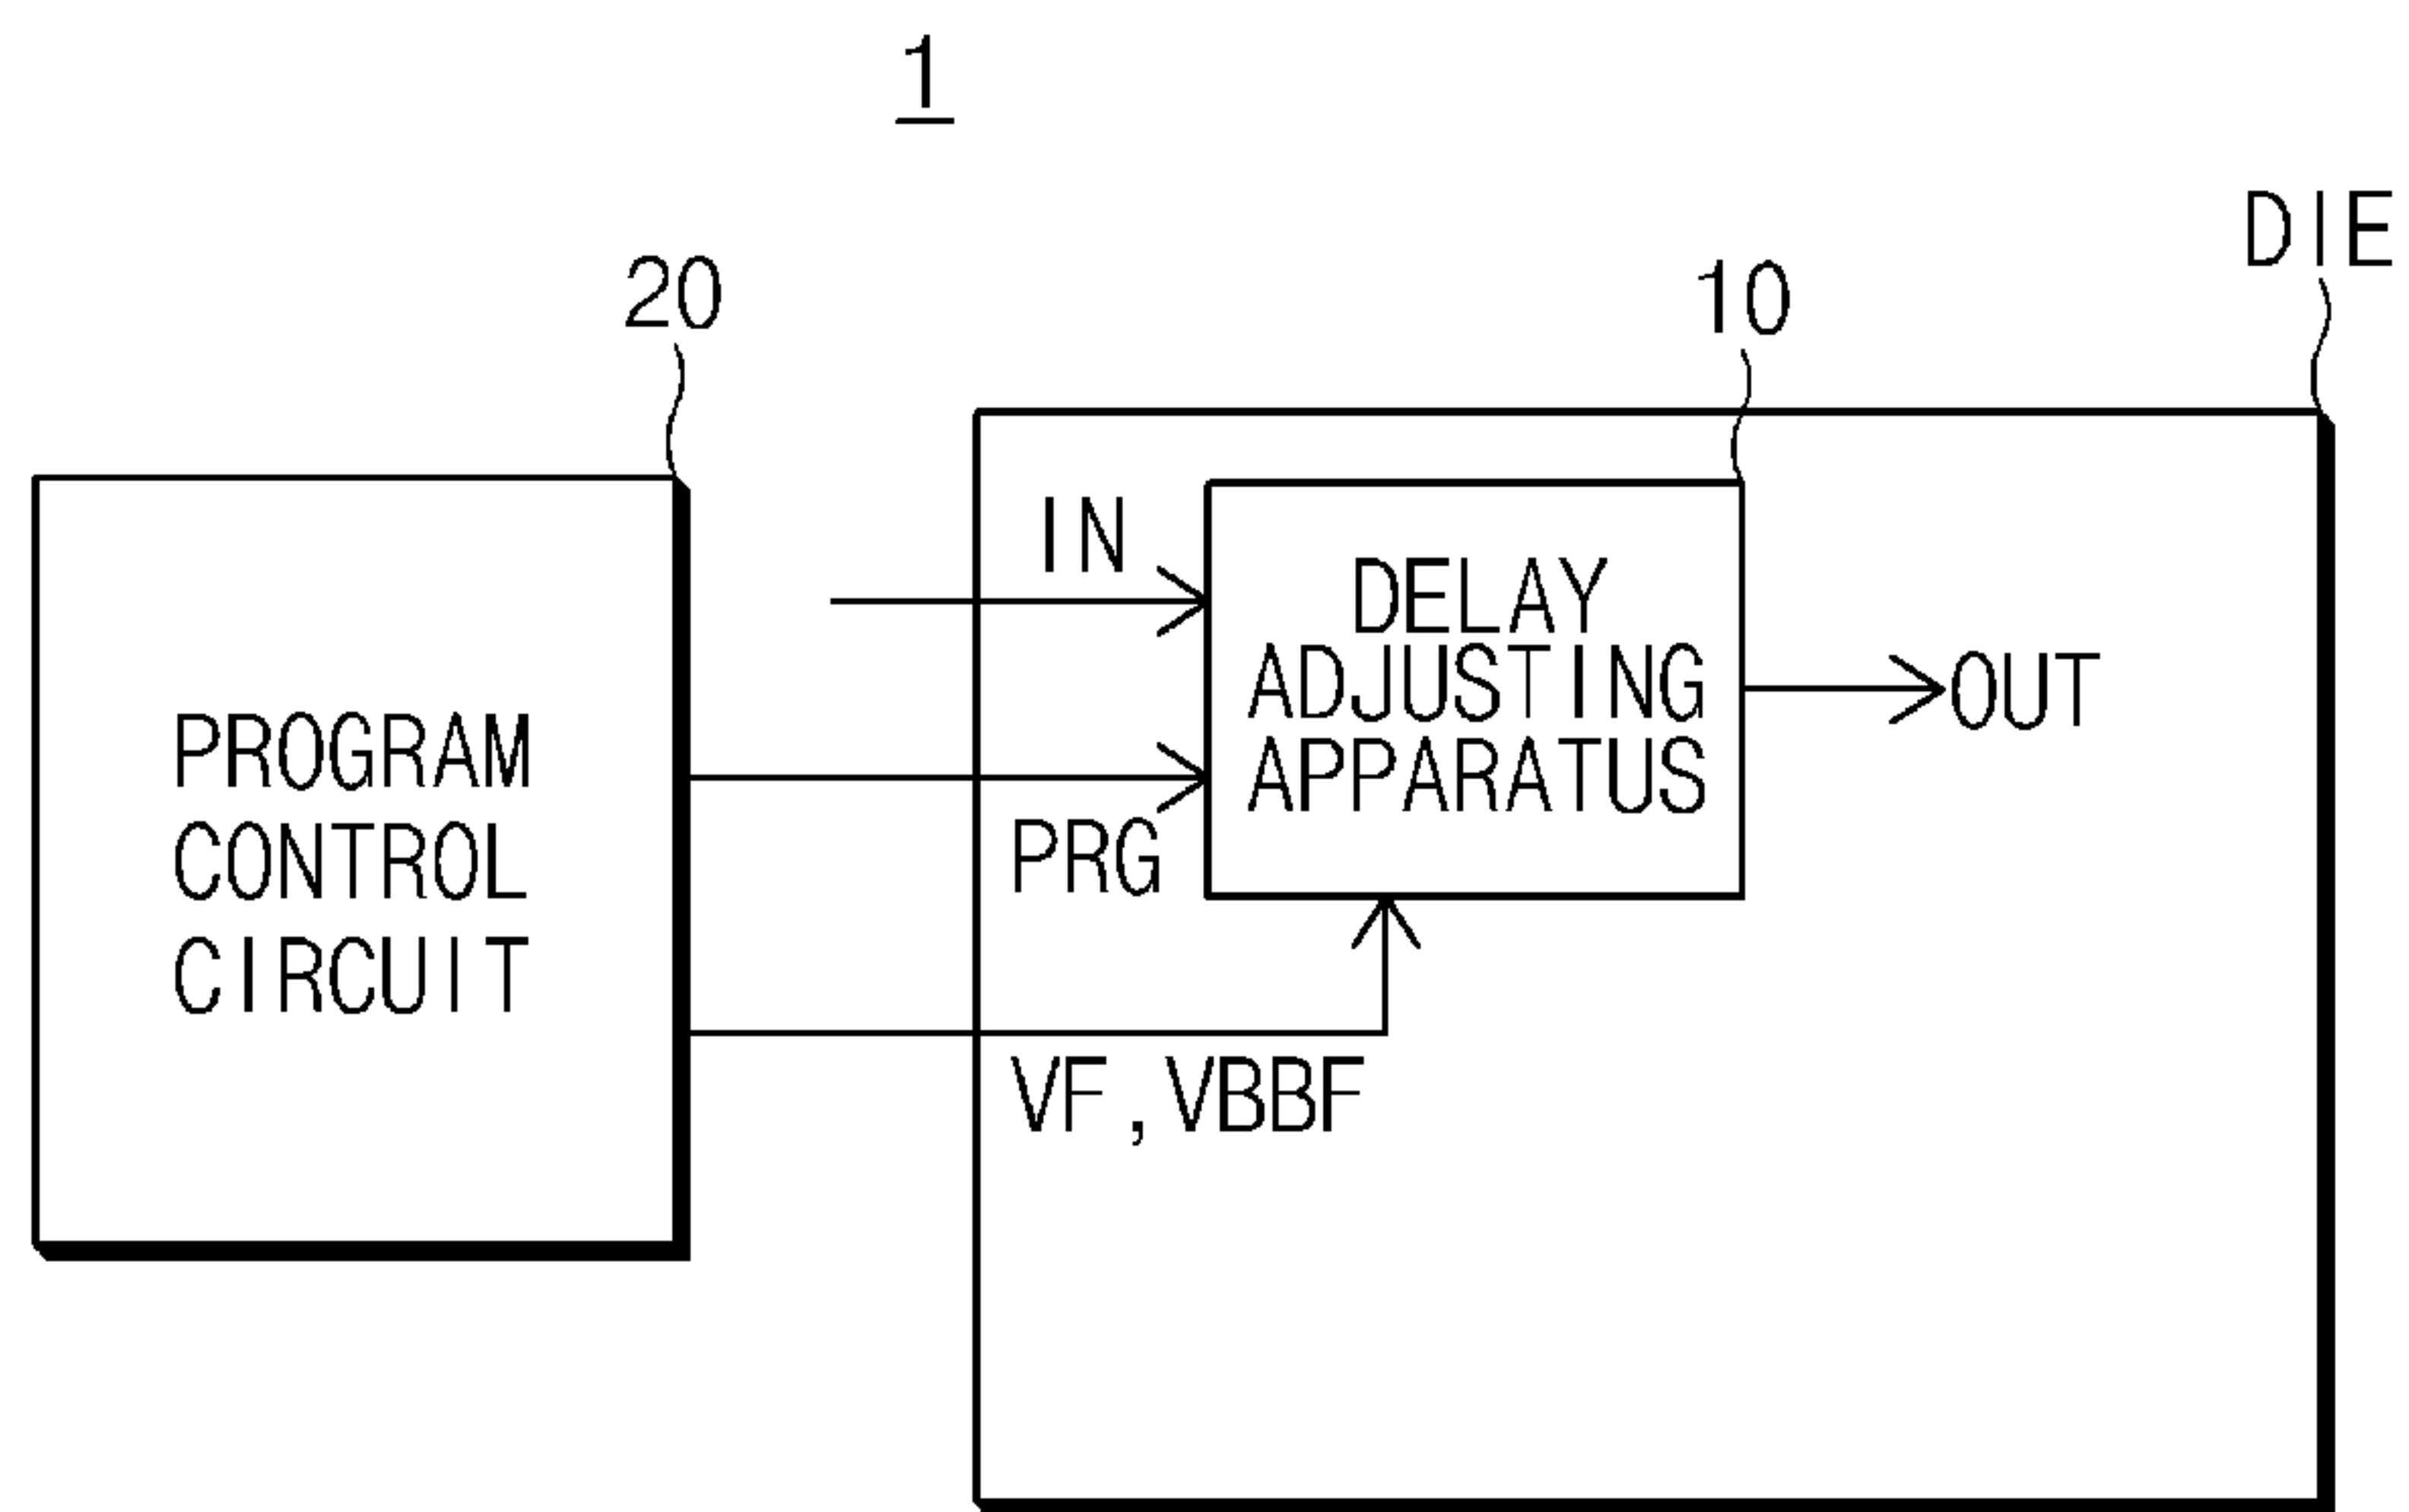 1
DIE
20
10
IN
DELAY
ADJUSTING
APPARATUS
OUT
PROGRAM
CONTROL
CIRCUIT
PRG
VF,VBBF